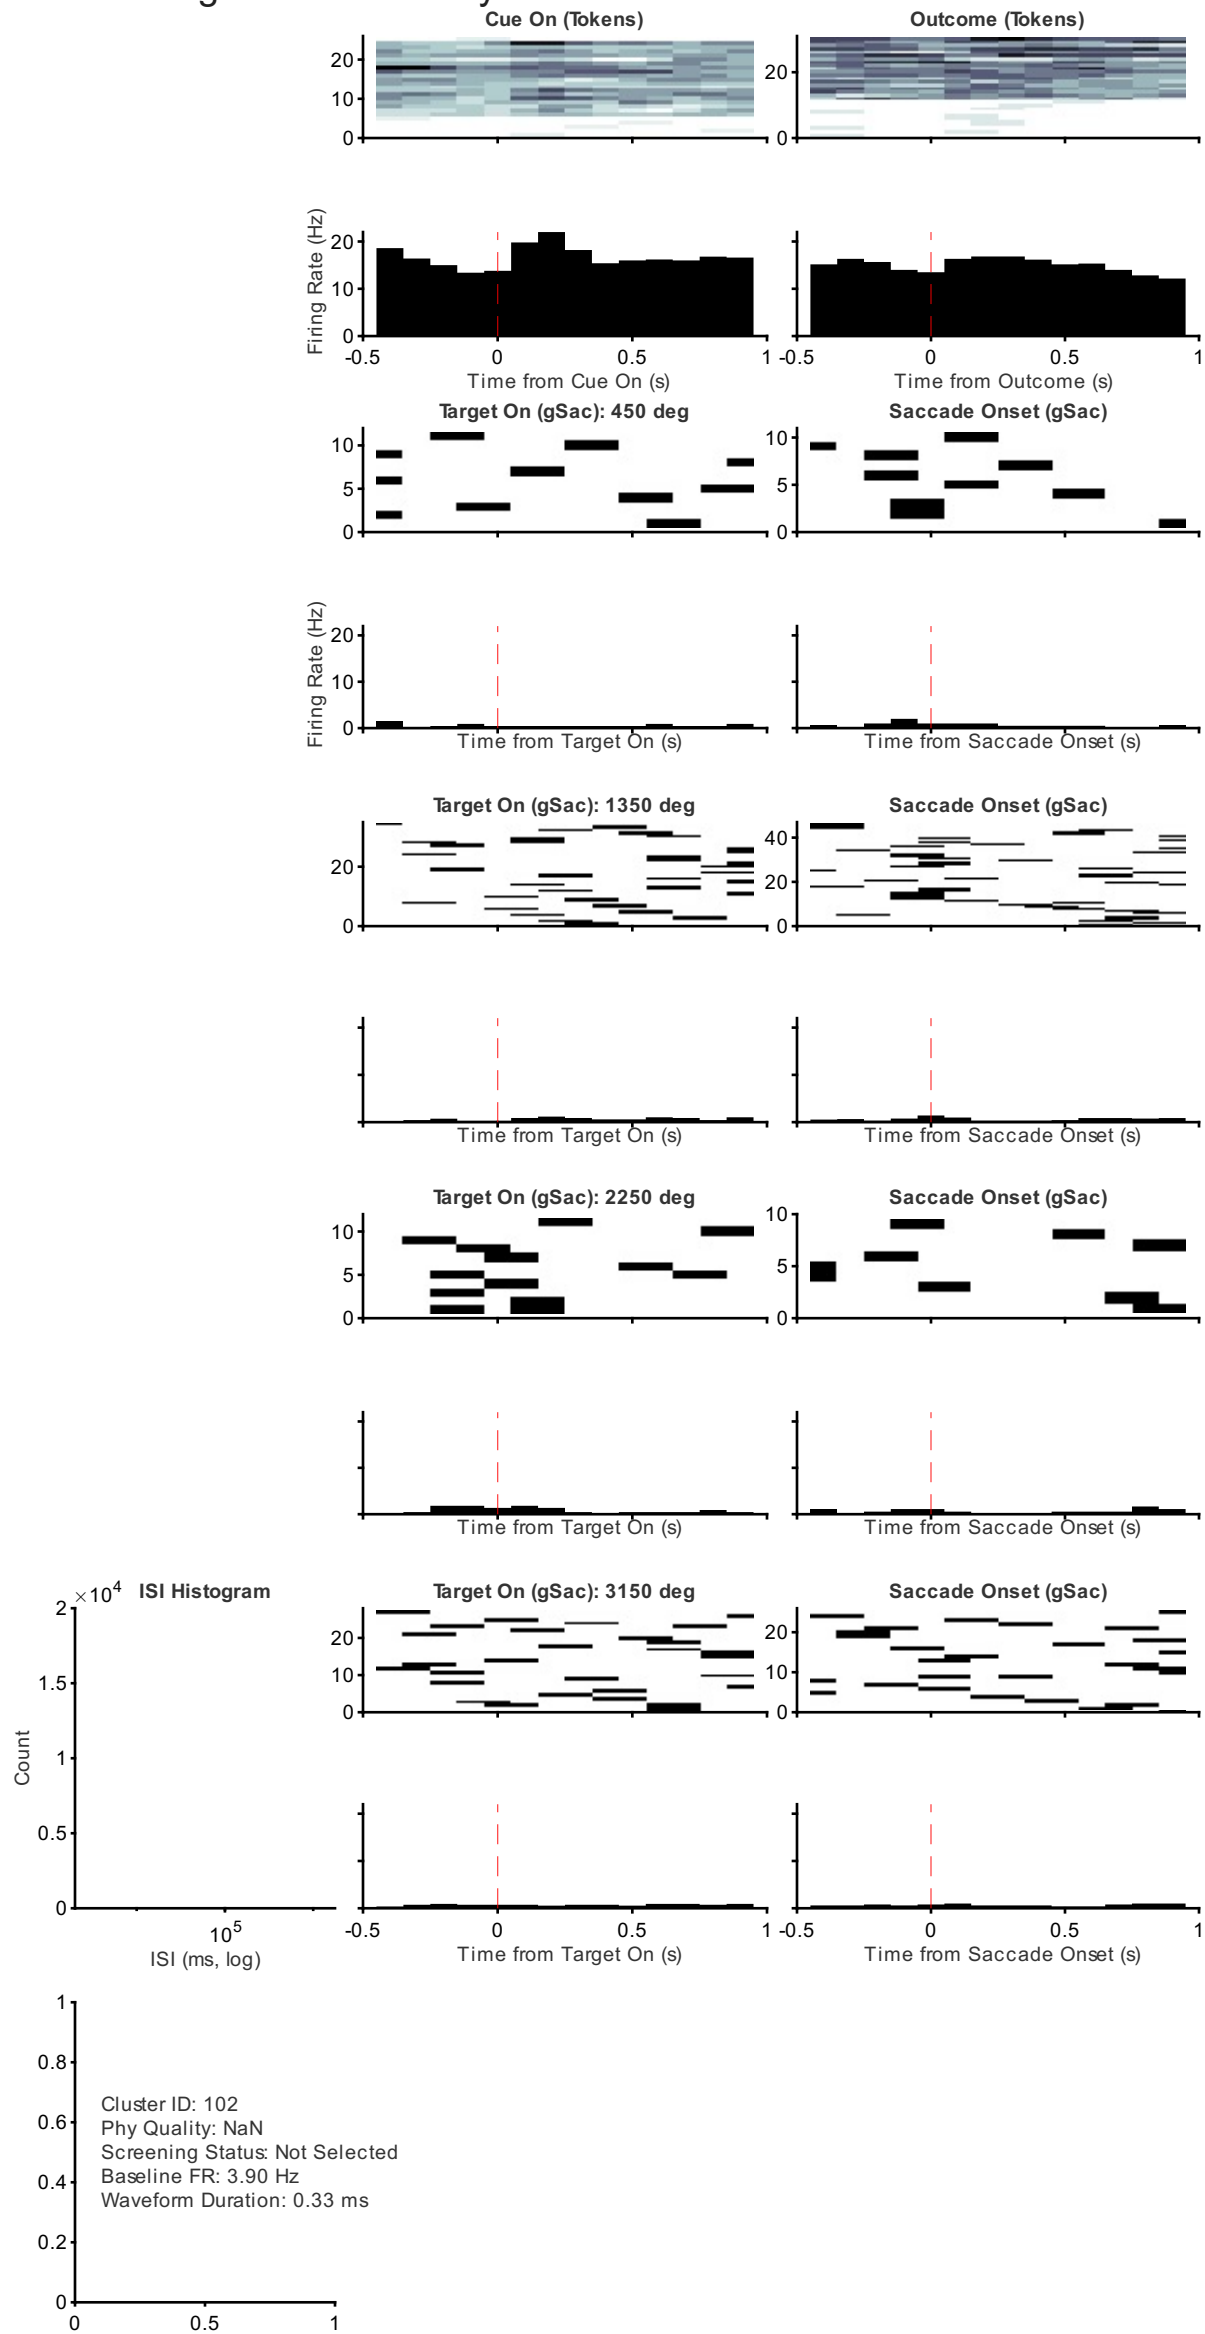 Cue On (Tokens)
Outcome (Tokens)
20
10
0
20
0
Firing Rate (Hz)
20
10
0
-0.5 0 0.5 1
-0.5 0 0.5 1
Time from Cue On (s)
Time from Outcome (s)
Target On (gSac): 450 deg
Saccade Onset (gSac)
10
5
0
10
5
0
Firing Rate (Hz)
20
10
0
Time from Target On (s)
Time from Saccade Onset (s)
Target On (gSac): 1350 deg
Saccade Onset (gSac)
20
0
40
20
0
Time from Target On (s)
Time from Saccade Onset (s)
Target On (gSac): 2250 deg
Saccade Onset (gSac)
10
5
0
10
5
0
Time from Target On (s)
Time from Saccade Onset (s)
×10⁴
ISI Histogram
Target On (gSac): 3150 deg
Saccade Onset (gSac)
2
1.5
1
0.5
0
Count
10⁵
ISI (ms, log)
20
10
0
20
10
0
-0.5 0 0.5 1
-0.5 0 0.5 1
Time from Target On (s)
Time from Saccade Onset (s)
1
0.8
0.6
0.4
0.2
0
Cluster ID: 102
Phy Quality: NaN
Screening Status: Not Selected
Baseline FR: 3.90 Hz
Waveform Duration: 0.33 ms
0 0.5 1